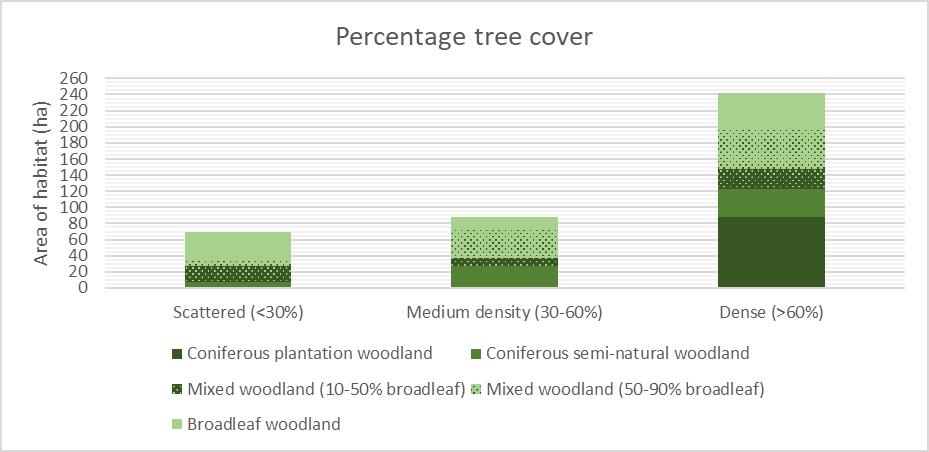 Percentage tree cover
Area of habitat (ha)
260
240
220
200
180
160
140
120
100
80
60
40
20
0
Scattered (<30%) Medium density (30-60%) Dense (>60%)
Coniferous plantation woodland Coniferous semi-natural woodland
Mixed woodland (10-50% broadleaf) Mixed woodland (50-90% broadleaf)
Broadleaf woodland